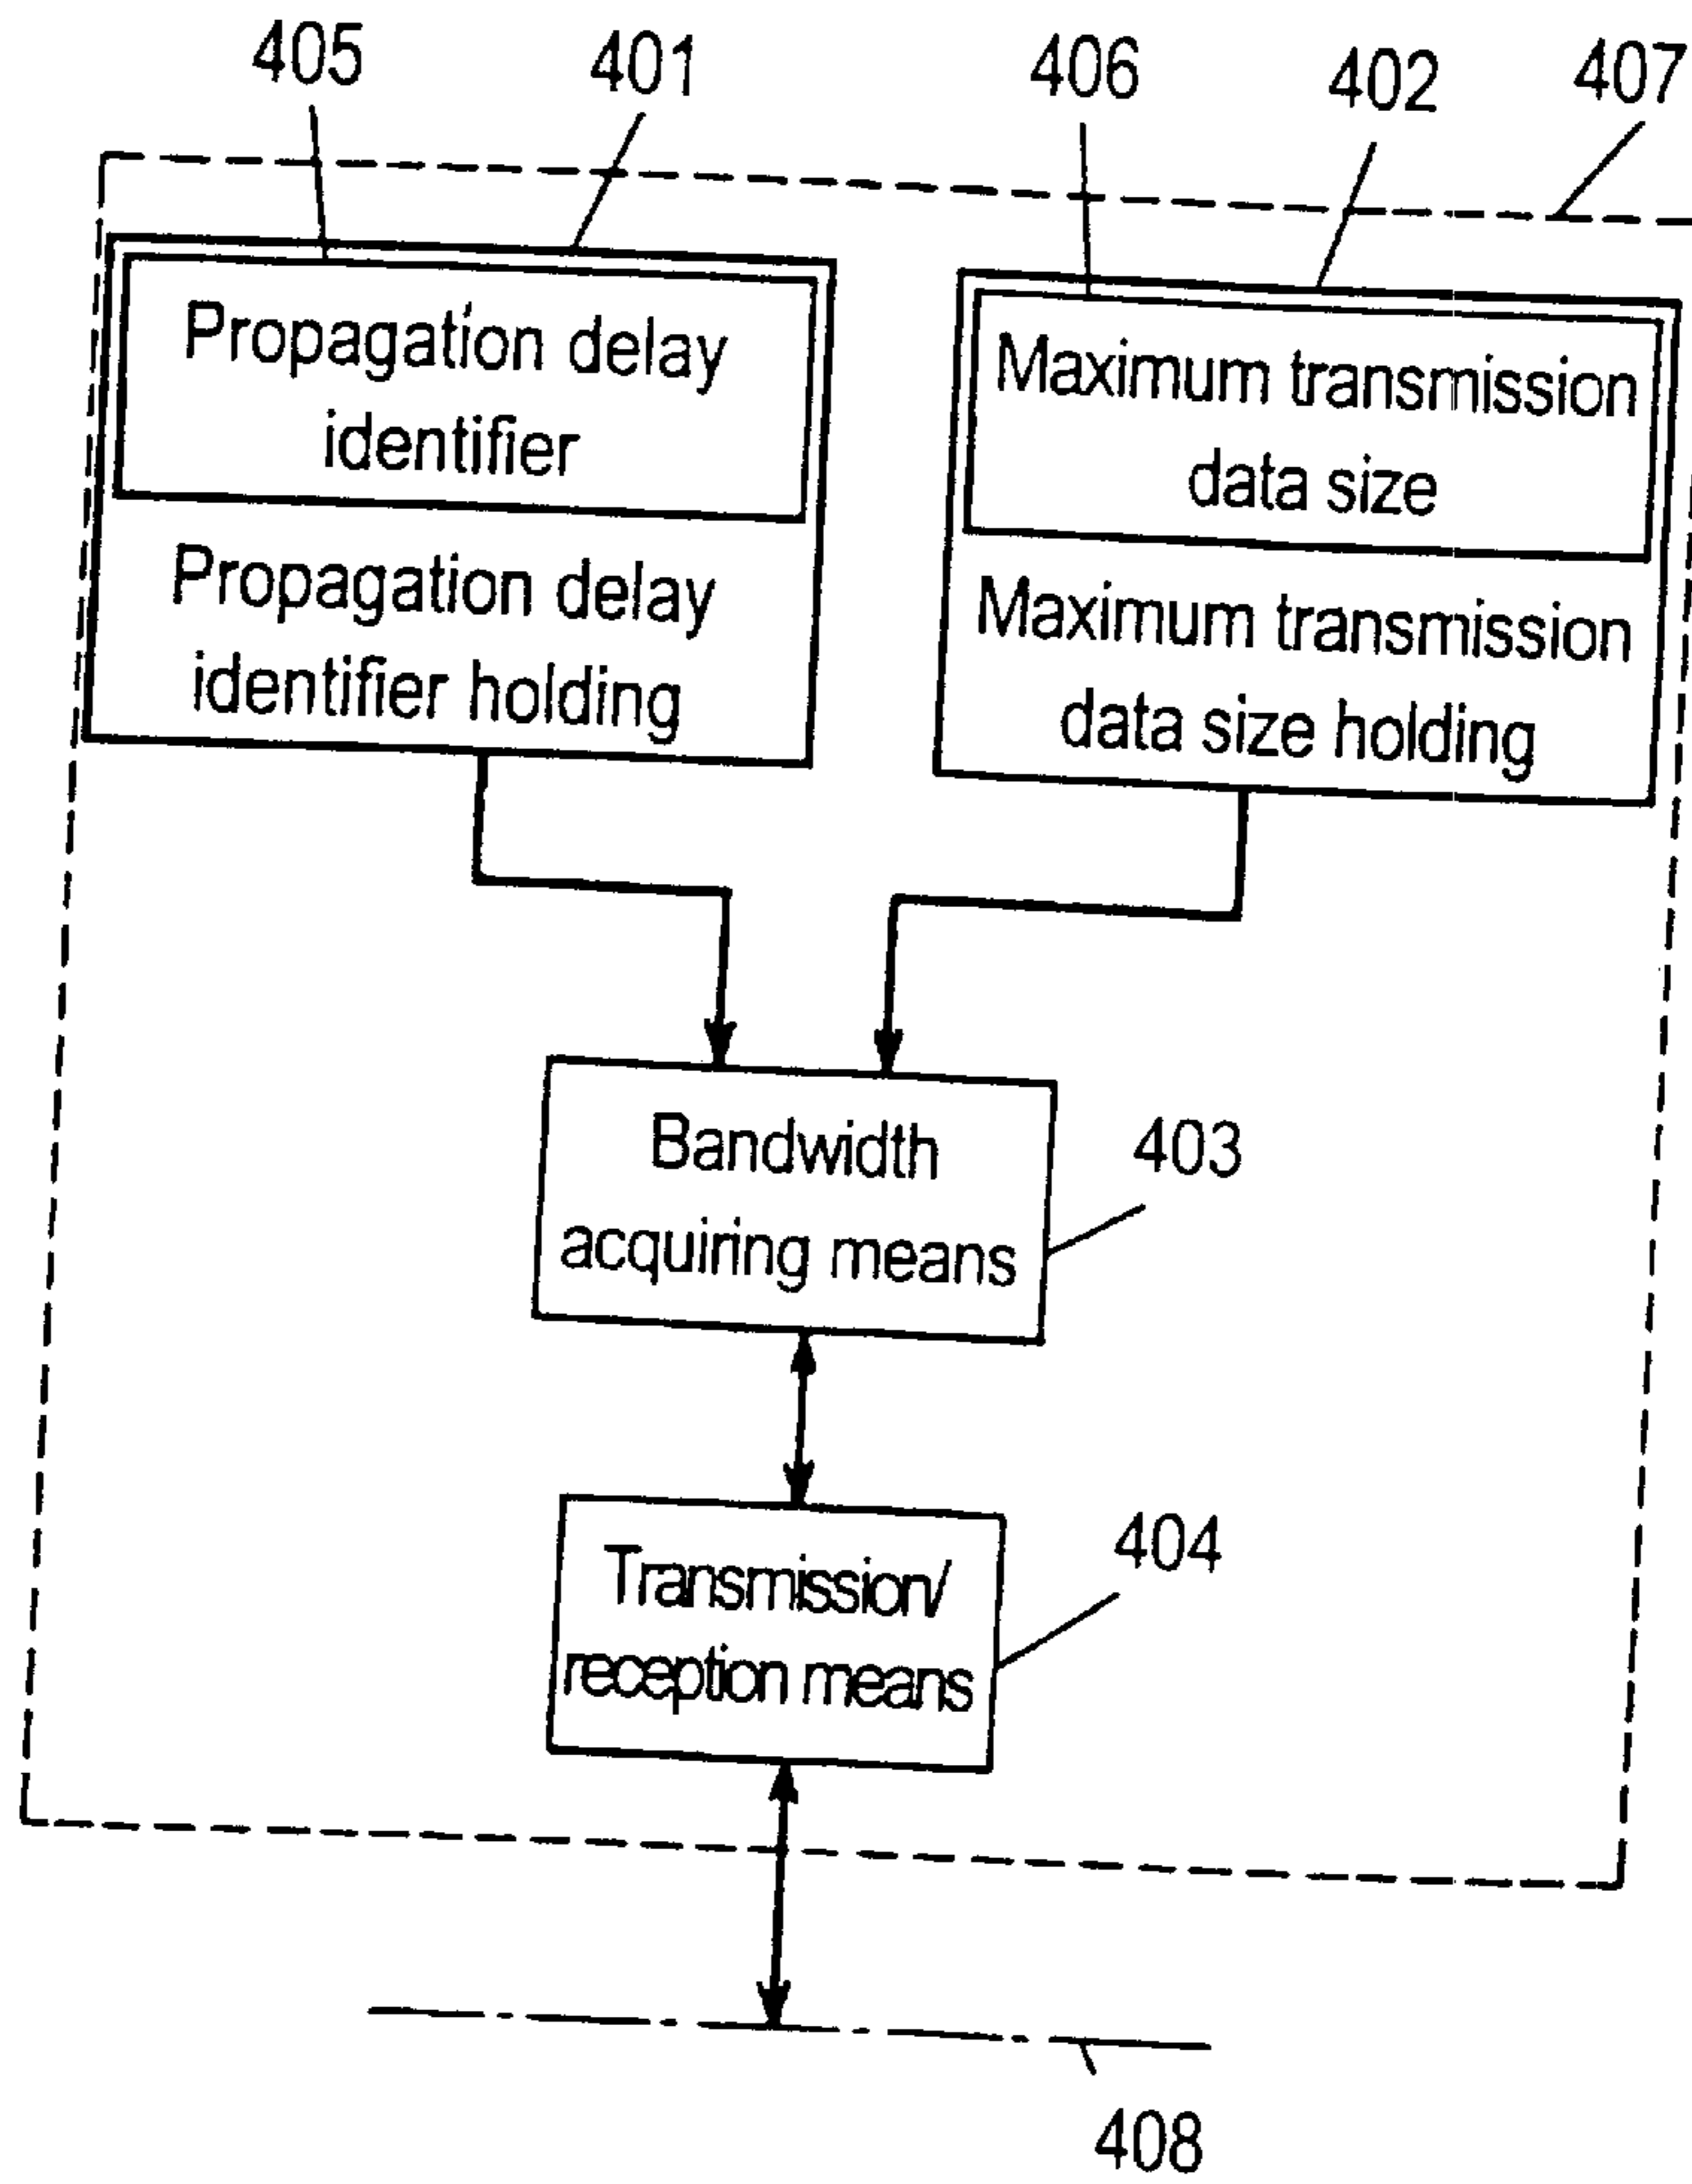 405 401 406 402 407
Propagation delay
identifier
Propagation delay
identifier holding
Maximum transmission
data size
Maximum transmission
data size holding
Bandwidth
acquiring means
403
Transmission/
reception means
404
408